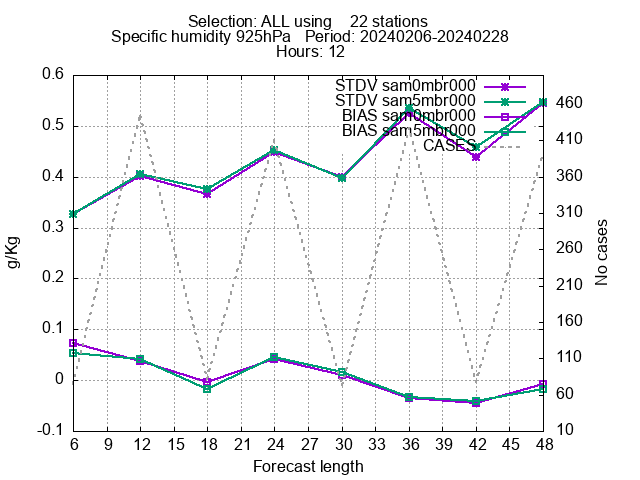 Selection: ALL using    22 stations
Specific humidity 925hPa   Period: 20240206-20240228
Hours: 12
STDV sam0mbr000
STDV sam5mbr000
BIAS sam0mbr000
BIAS sam5mbr000
CASES
0.6
0.5
0.4
0.3
0.2
0.1
0
-0.1
g/Kg
460
410
360
310
260
210
160
110
60
10
No cases
6 9 12 15 18 21 24 27 30 33 36 39 42 45 48
Forecast length